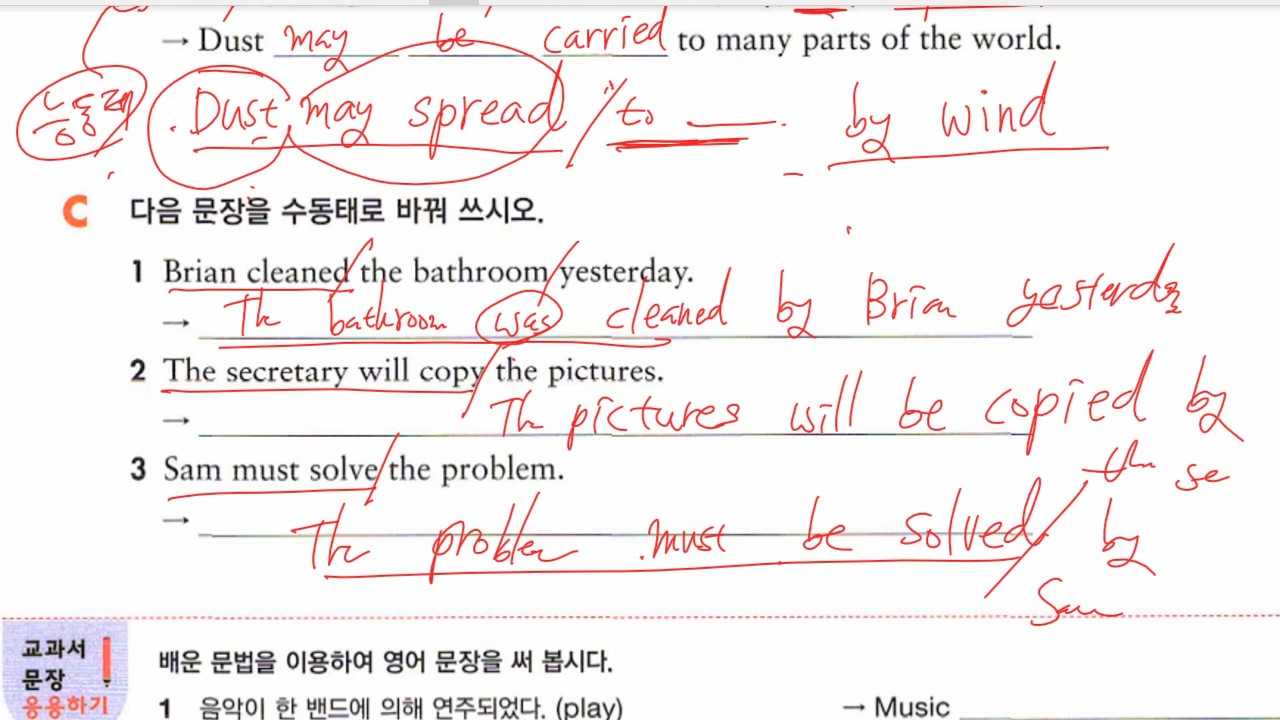 → Dust may be carried to many parts of the world.
능동태 Dust may spread / to by wind
C 다음 문장을 수동태로 바꿔 쓰시오.
1 Brian cleaned the bathroom yesterday.
→ The bathroom was cleaned by Brian yesterday
2 The secretary will copy the pictures.
→ The pictures will be copied by
the se
3 Sam must solve the problem.
→ The problem must be solved by
Sam
교과서
문장
응용하기
배운 문법을 이용하여 영어 문장을 써 봅시다.
1 음악이 한 밴드에 의해 연주되었다. (play) → Music